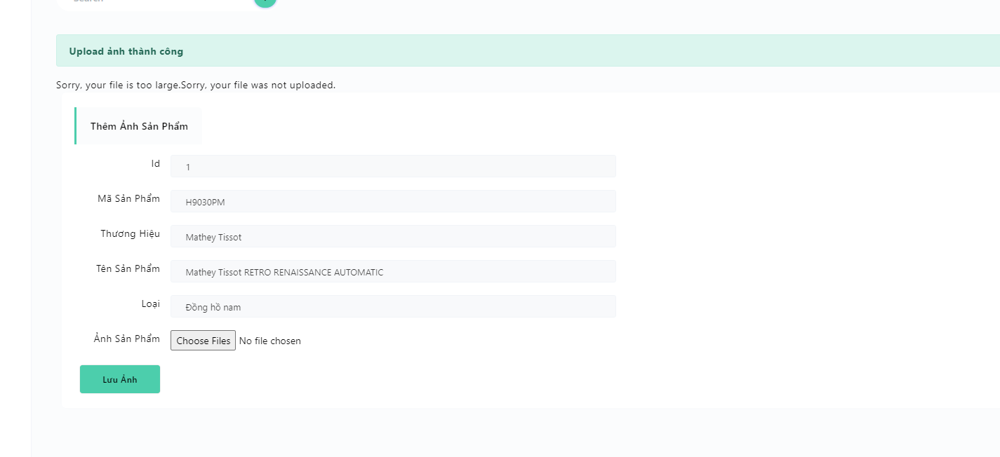 Search
Upload ảnh thành công
Sorry, your file is too large.Sorry, your file was not uploaded.
Thêm Ảnh Sản Phẩm
Id 1
Mã Sản Phẩm H9030PM
Thương Hiệu Mathey Tissot
Tên Sản Phẩm Mathey Tissot RETRO RENAISSANCE AUTOMATIC
Loại Đồng hồ nam
Ảnh Sản Phẩm Choose Files No file chosen
Lưu Ảnh